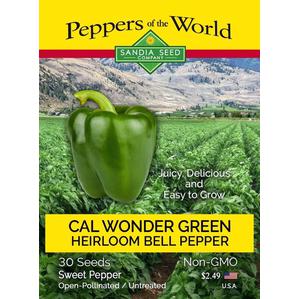 Peppers of the World
SANDIA SEED
COMPANY
Juicy, Delicious
and
Easy to Grow
CAL WONDER GREEN
HEIRLOOM BELL PEPPER
30 Seeds
Non-GMO
Sweet Pepper
$2.49
Open-Pollinated / Untreated
U.S.A.